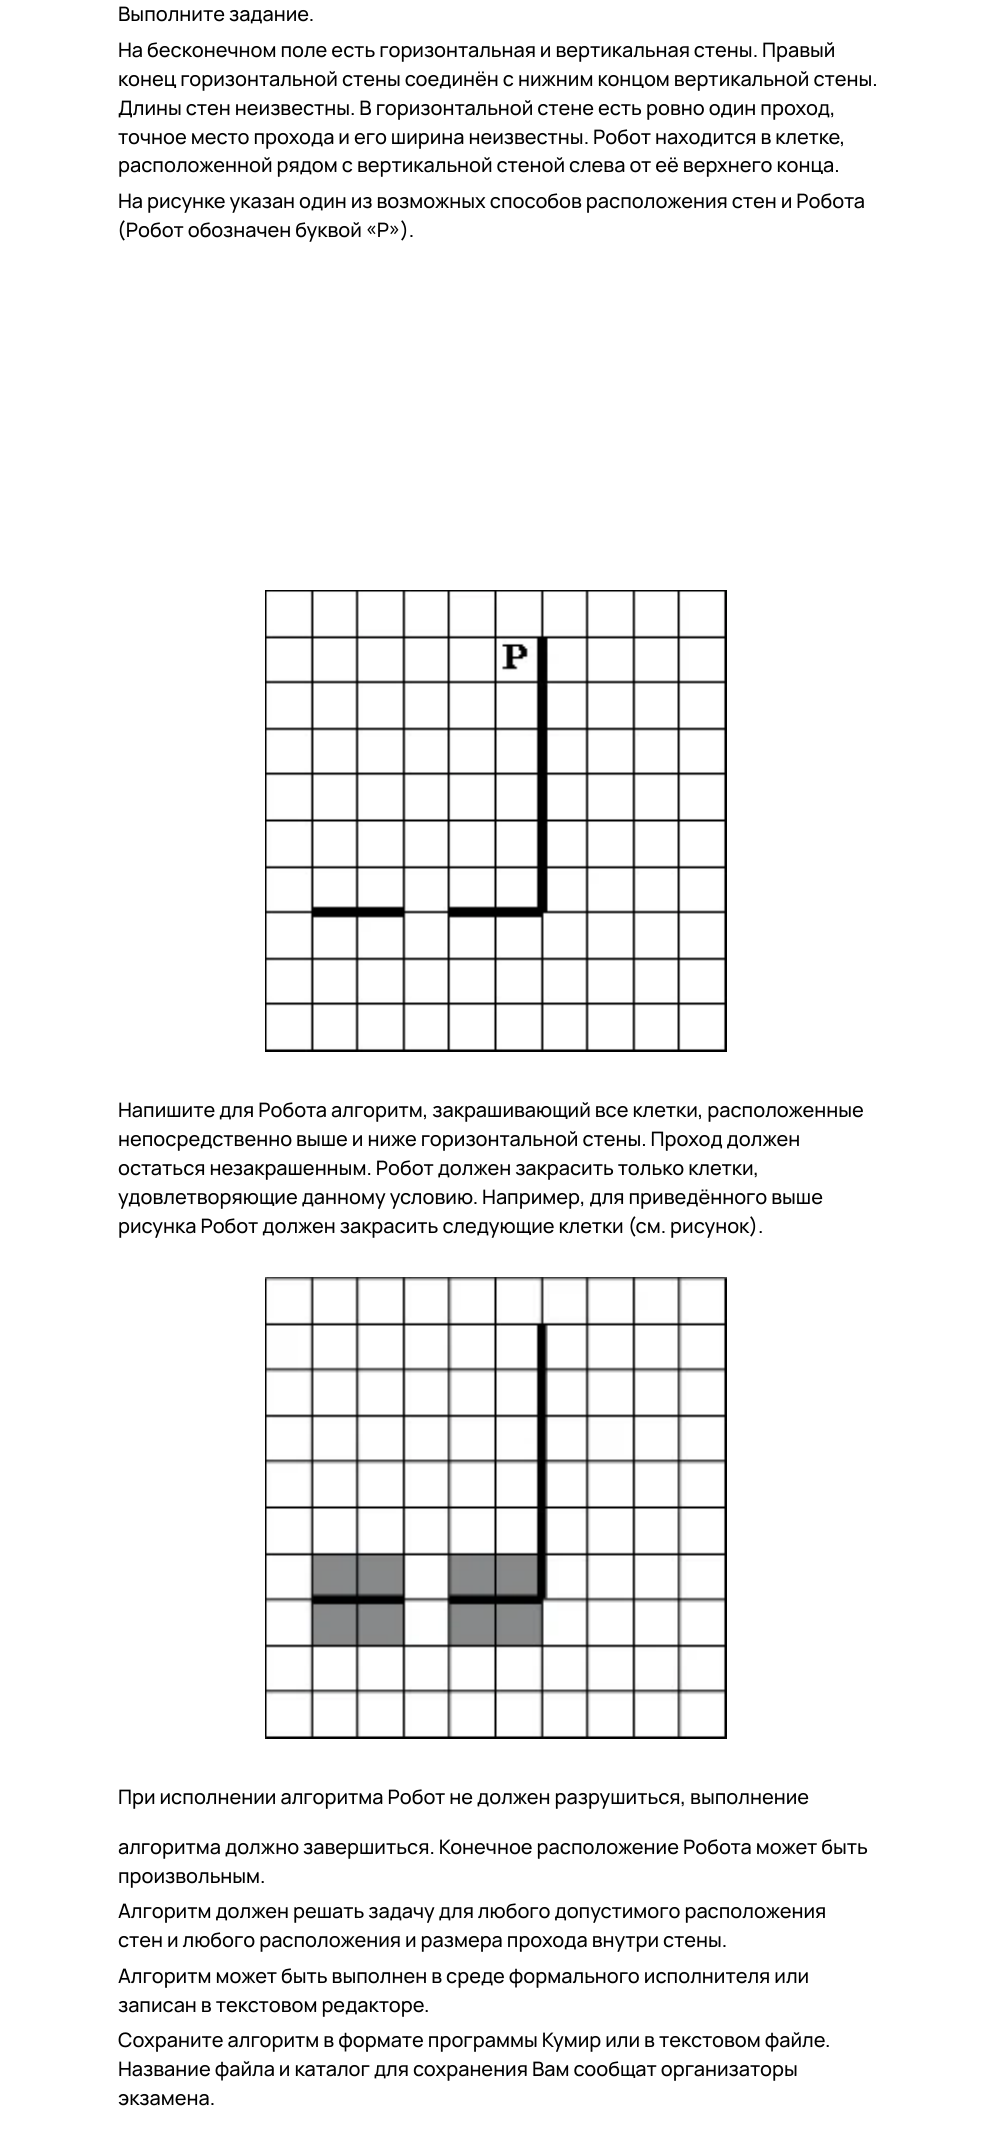 Выполните задание.
На бесконечном поле есть горизонтальная и вертикальная стены. Правый
конец горизонтальной стены соединён с нижним концом вертикальной стены.
Длины стен неизвестны. В горизонтальной стене есть ровно один проход,
точное место прохода и его ширина неизвестны. Робот находится в клетке,
расположенной рядом с вертикальной стеной слева от её верхнего конца.
На рисунке указан один из возможных способов расположения стен и Робота
(Робот обозначен буквой «Р»).
Р
Напишите для Робота алгоритм, закрашивающий все клетки, расположенные
непосредственно выше и ниже горизонтальной стены. Проход должен
остаться незакрашенным. Робот должен закрасить только клетки,
удовлетворяющие данному условию. Например, для приведённого выше
рисунка Робот должен закрасить следующие клетки (см. рисунок).
При исполнении алгоритма Робот не должен разрушиться, выполнение
алгоритма должно завершиться. Конечное расположение Робота может быть
произвольным.
Алгоритм должен решать задачу для любого допустимого расположения
стен и любого расположения и размера прохода внутри стены.
Алгоритм может быть выполнен в среде формального исполнителя или
записан в текстовом редакторе.
Сохраните алгоритм в формате программы Кумир или в текстовом файле.
Название файла и каталог для сохранения Вам сообщат организаторы
экзамена.